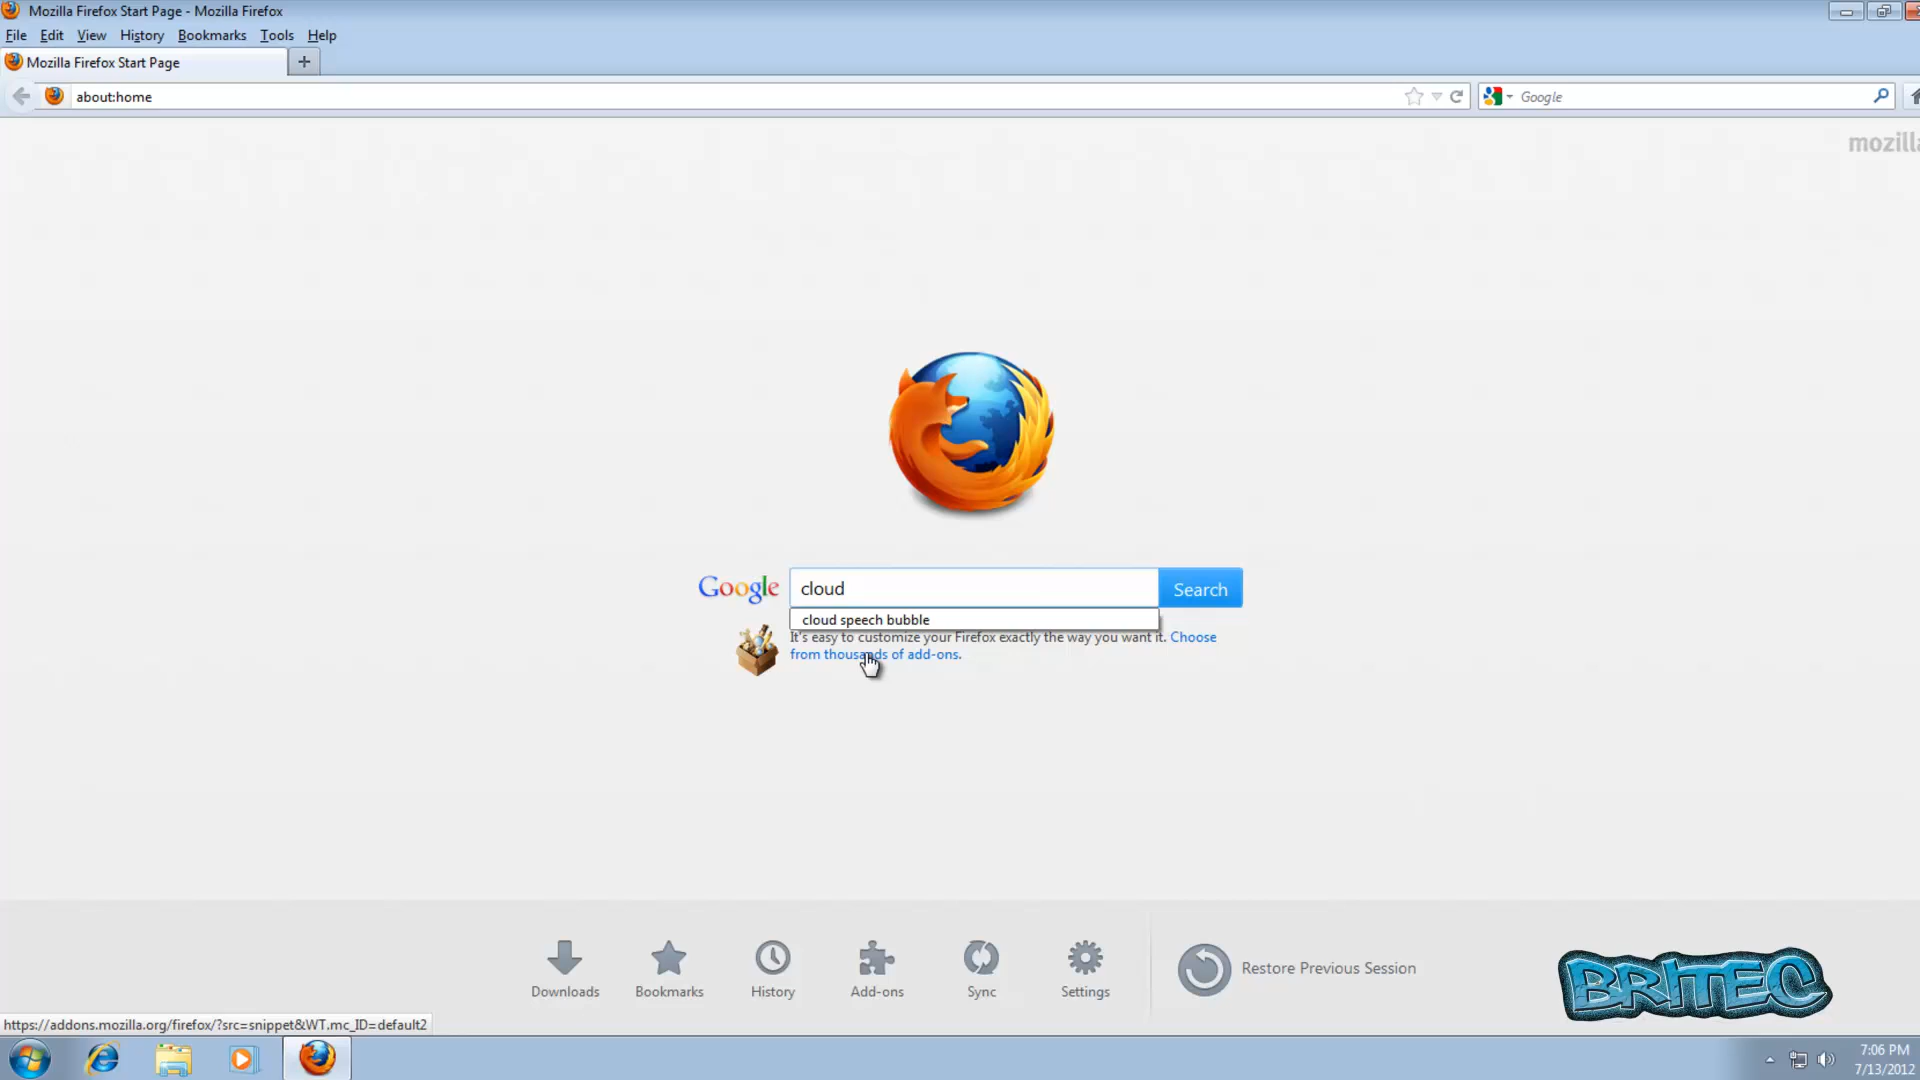 Mozilla Firefox Start Page - Mozilla Firefox
File Edit View History Bookmarks Tools Help
Mozilla Firefox Start Page
about:home
Google
mozilla
Google
cloud
Search
cloud speech bubble
It's easy to customize your Firefox exactly the way you want it. Choose
from thousands of add-ons.
Downloads
Bookmarks
History
Add-ons
Sync
Settings
Restore Previous Session
BRITEC
https://addons.mozilla.org/firefox/?src=snippet&WT.mc_ID=default2
7:06 PM
7/13/2012